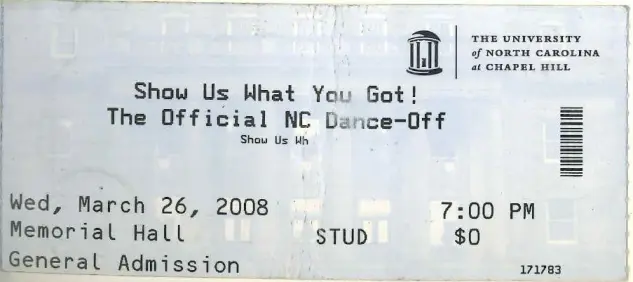 THE UNIVERSITY
of NORTH CAROLINA
at CHAPEL HILL
Show Us What You Got!
The Official NC Dance-Off
Show Us Wh
Wed, March 26, 2008 7:00 PM
Memorial Hall STUD $0
General Admission
171783